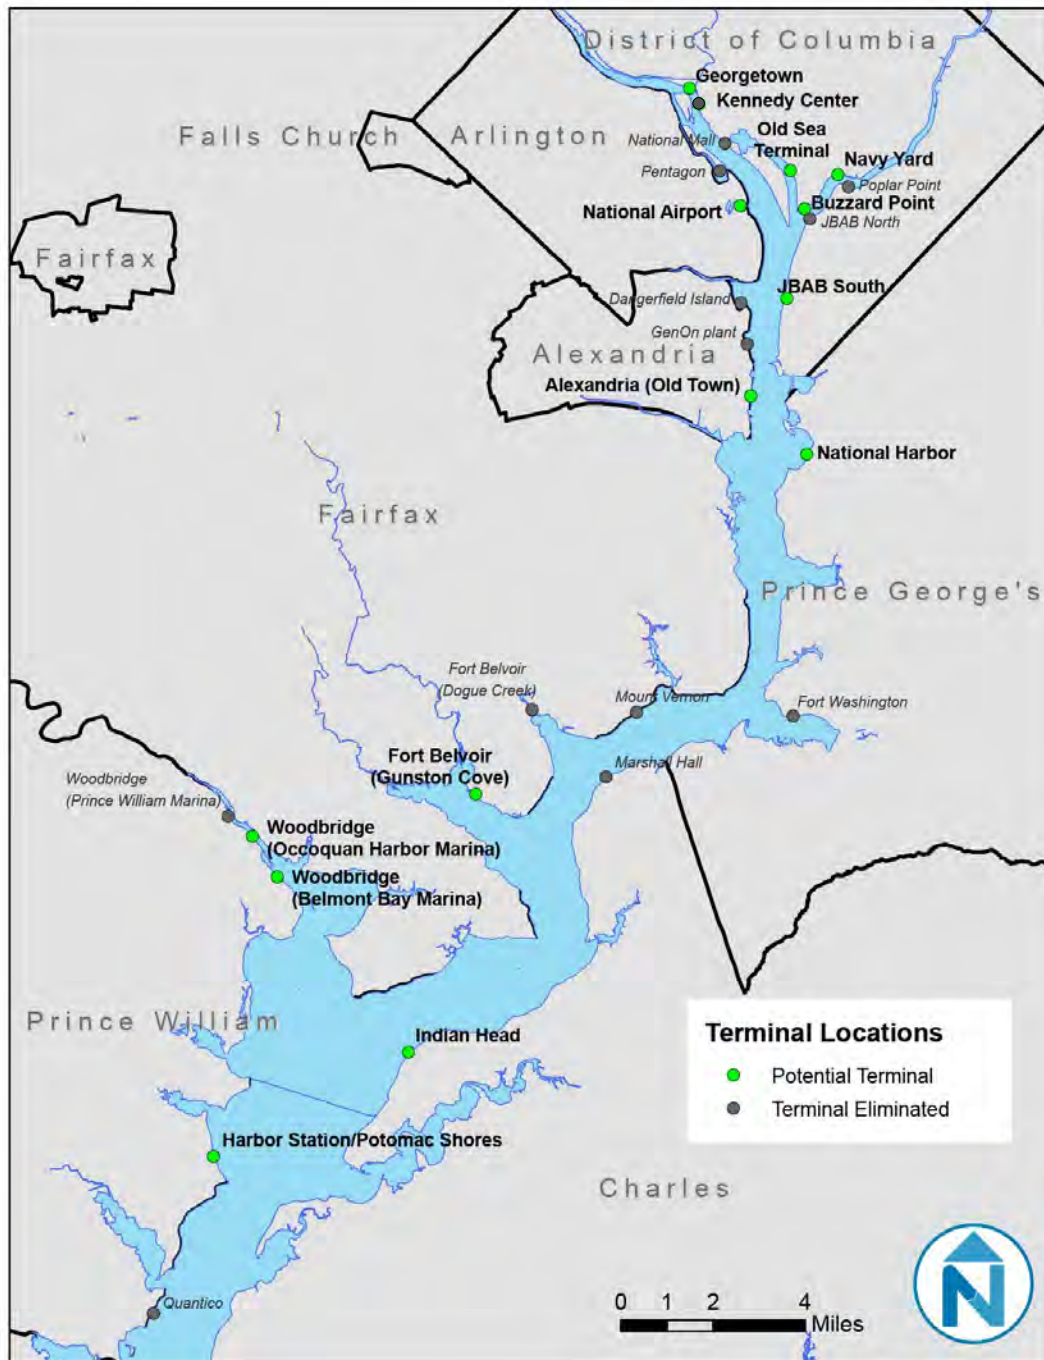 District of Columbia
Georgetown
Kennedy Center
Falls Church
Arlington
National Mall
Old Sea
Terminal
Navy Yard
Pentagon
Poplar Point
National Airport
Buzzard Point
JBAB North
Fairfax
JBAB South
Dangerfield Island
GenOn plant
Alexandria
Alexandria (Old Town)
National Harbor
Fairfax
Prince George's
Fort Belvoir
(Dogue Creek)
Mount Vernon
Fort Washington
Fort Belvoir
(Gunston Cove)
Marshall Hall
Woodbridge
(Prince William Marina)
Woodbridge
(Occoquan Harbor Marina)
Woodbridge
(Belmont Bay Marina)
Prince William
Indian Head
Terminal Locations
Potential Terminal
Terminal Eliminated
Harbor Station/Potomac Shores
Charles
Quantico
0 1 2 4
Miles
N